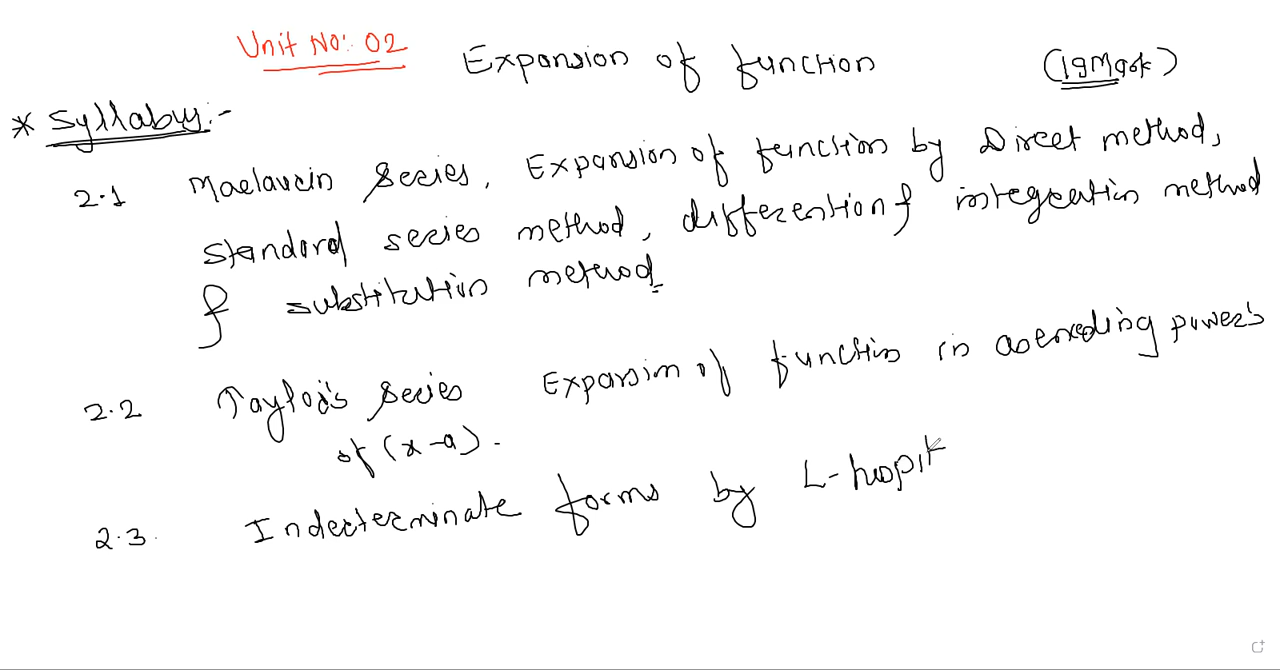 Unit No: 02
Expansion of function (19Mark)
* Syllabus:-
2.1 Maclaurin Series, Expansion of function by Direct method,
standard series method, differention & integration method
& substitution method.
2.2 Taylor's Series Expansion of function in ascending power's
of (x-a).
2.3. Indeterminate forms by L-hopit